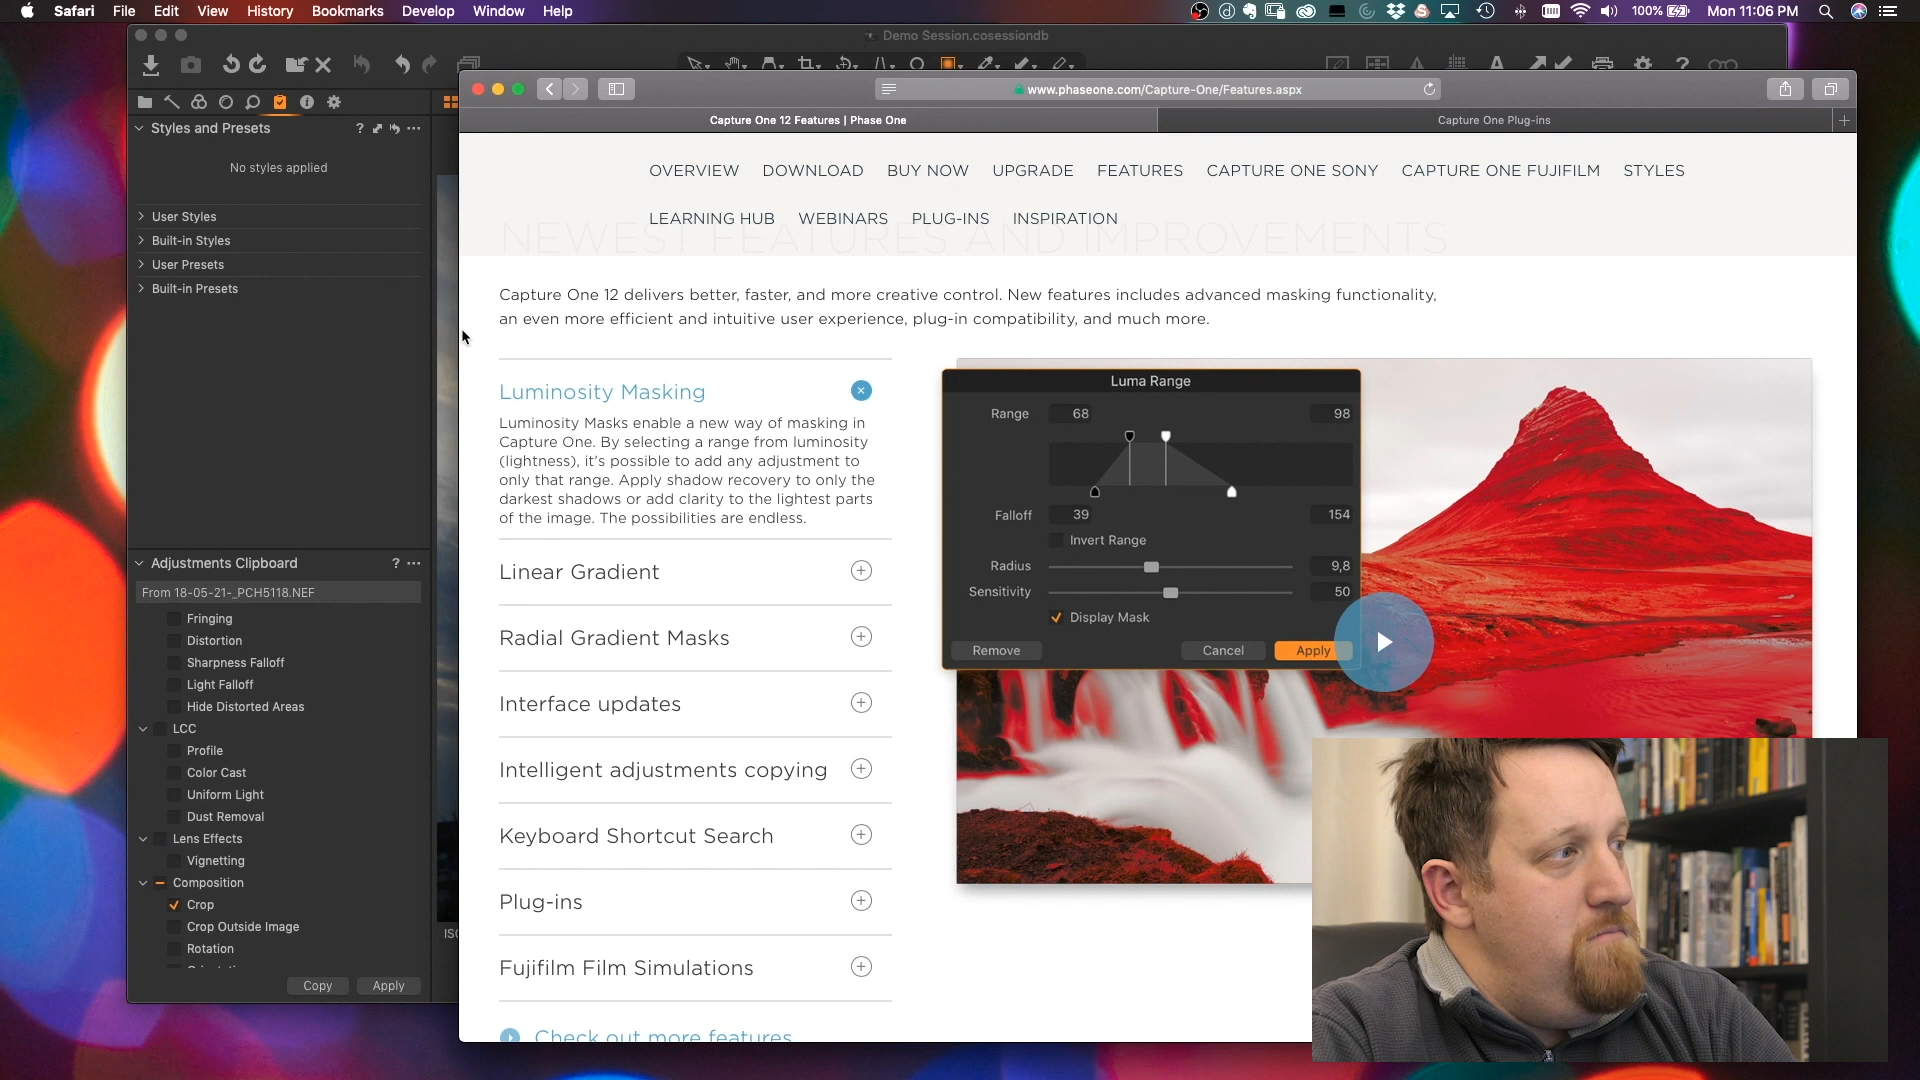 Safari File Edit View History Bookmarks Develop Window Help
100% Mon 11:06 PM
Demo Session.cosessiondb
www.phaseone.com/Capture-One/Features.aspx
Capture One 12 Features | Phase One
Capture One Plug-ins
Styles and Presets
No styles applied
User Styles
Built-in Styles
User Presets
Built-in Presets
Adjustments Clipboard
From 18-05-21-_PCH5118.NEF
Fringing
Distortion
Sharpness Falloff
Light Falloff
Hide Distorted Areas
LCC
Profile
Color Cast
Uniform Light
Dust Removal
Lens Effects
Vignetting
Composition
Crop
Crop Outside Image
Rotation
Copy Apply
OVERVIEW DOWNLOAD BUY NOW UPGRADE FEATURES CAPTURE ONE SONY CAPTURE ONE FUJIFILM STYLES
LEARNING HUB WEBINARS PLUG-INS INSPIRATION
NEWEST FEATURES AND IMPROVEMENTS
Capture One 12 delivers better, faster, and more creative control. New features includes advanced masking functionality,
an even more efficient and intuitive user experience, plug-in compatibility, and much more.
Luminosity Masking
Luminosity Masks enable a new way of masking in
Capture One. By selecting a range from luminosity
(lightness), it's possible to add any adjustment to
only that range. Apply shadow recovery to only the
darkest shadows or add clarity to the lightest parts
of the image. The possibilities are endless.
Linear Gradient
Radial Gradient Masks
Interface updates
Intelligent adjustments copying
Keyboard Shortcut Search
Plug-ins
Fujifilm Film Simulations
Check out more features
Luma Range
Range 68 98
Falloff 39 154
Invert Range
Radius 9,8
Sensitivity 50
Display Mask
Remove Cancel Apply